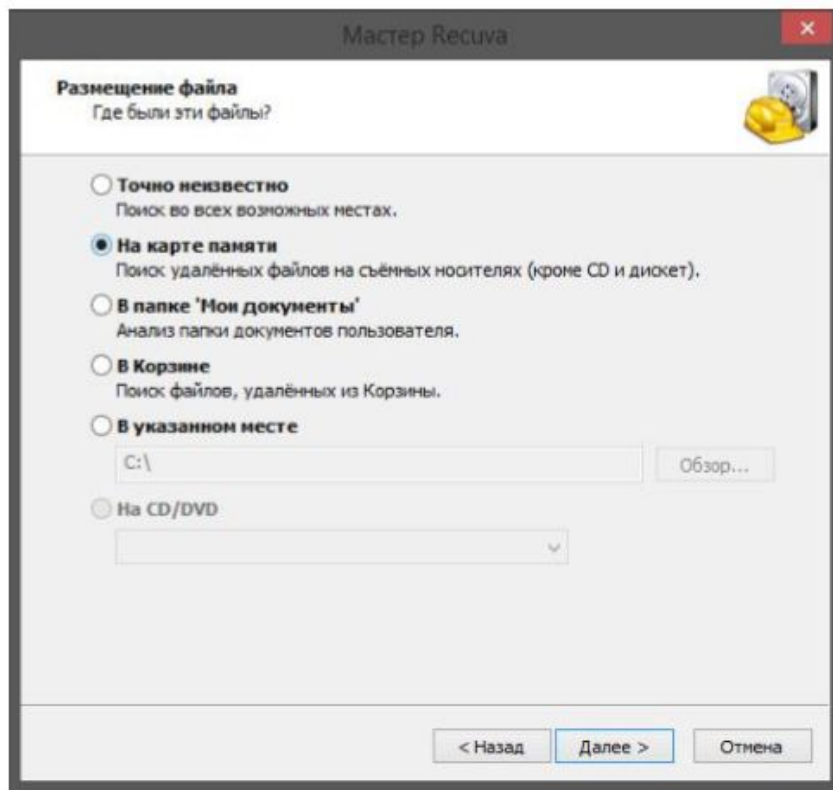 Мастер Recuva
Размещение файла
Где были эти файлы?
Точно неизвестно
Поиск во всех возможных местах.
На карте памяти
Поиск удалённых файлов на съёмных носителях (кроме CD и дискет).
В папке 'Мои документы'
Анализ папки документов пользователя.
В Корзине
Поиск файлов, удалённых из Корзины.
В указанном месте
C:\
Обзор...
На CD/DVD
< Назад
Далее >
Отмена